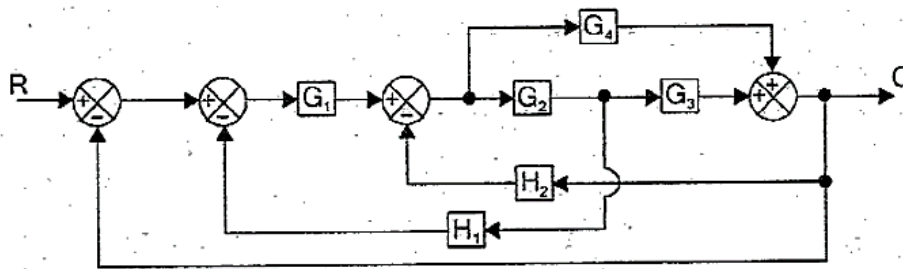 G₄
R + − + − G₁ + − G₂ G₃ + + C
H₂
H₁